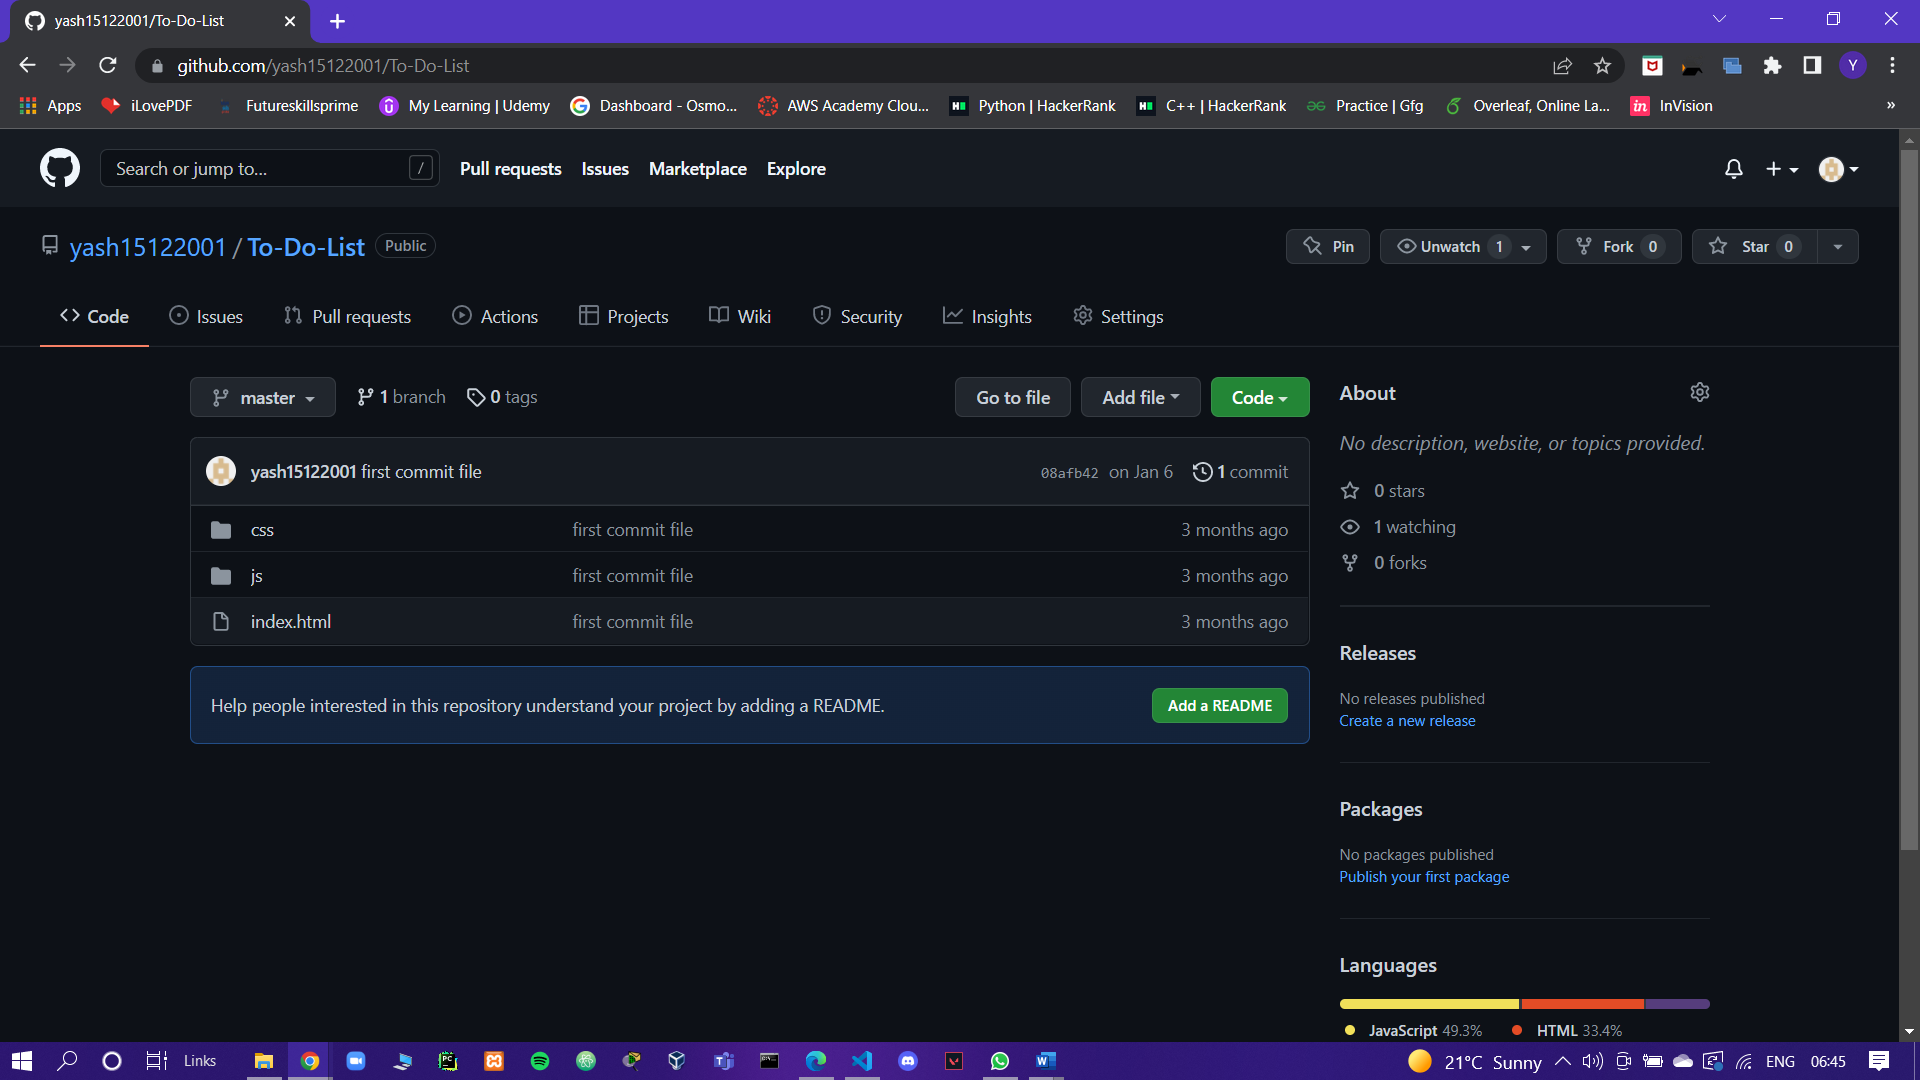 yash15122001/To-Do-List
github.com/yash15122001/To-Do-List
Y
Apps iLovePDF Futureskillsprime My Learning | Udemy Dashboard - Osmo... AWS Academy Clou... Python | HackerRank C++ | HackerRank Practice | Gfg Overleaf, Online La... in InVision »
Search or jump to... / Pull requests Issues Marketplace Explore
yash15122001 / To-Do-List Public Pin Unwatch 1 Fork 0 Star 0
Code Issues Pull requests Actions Projects Wiki Security Insights Settings
master 1 branch 0 tags Go to file Add file Code
yash15122001 first commit file 08afb42 on Jan 6 1 commit
css first commit file 3 months ago
js first commit file 3 months ago
index.html first commit file 3 months ago
Help people interested in this repository understand your project by adding a README. Add a README
About
No description, website, or topics provided.
0 stars
1 watching
0 forks
Releases
No releases published
Create a new release
Packages
No packages published
Publish your first package
Languages
JavaScript 49.3% HTML 33.4%
Links 21°C Sunny ENG 06:45